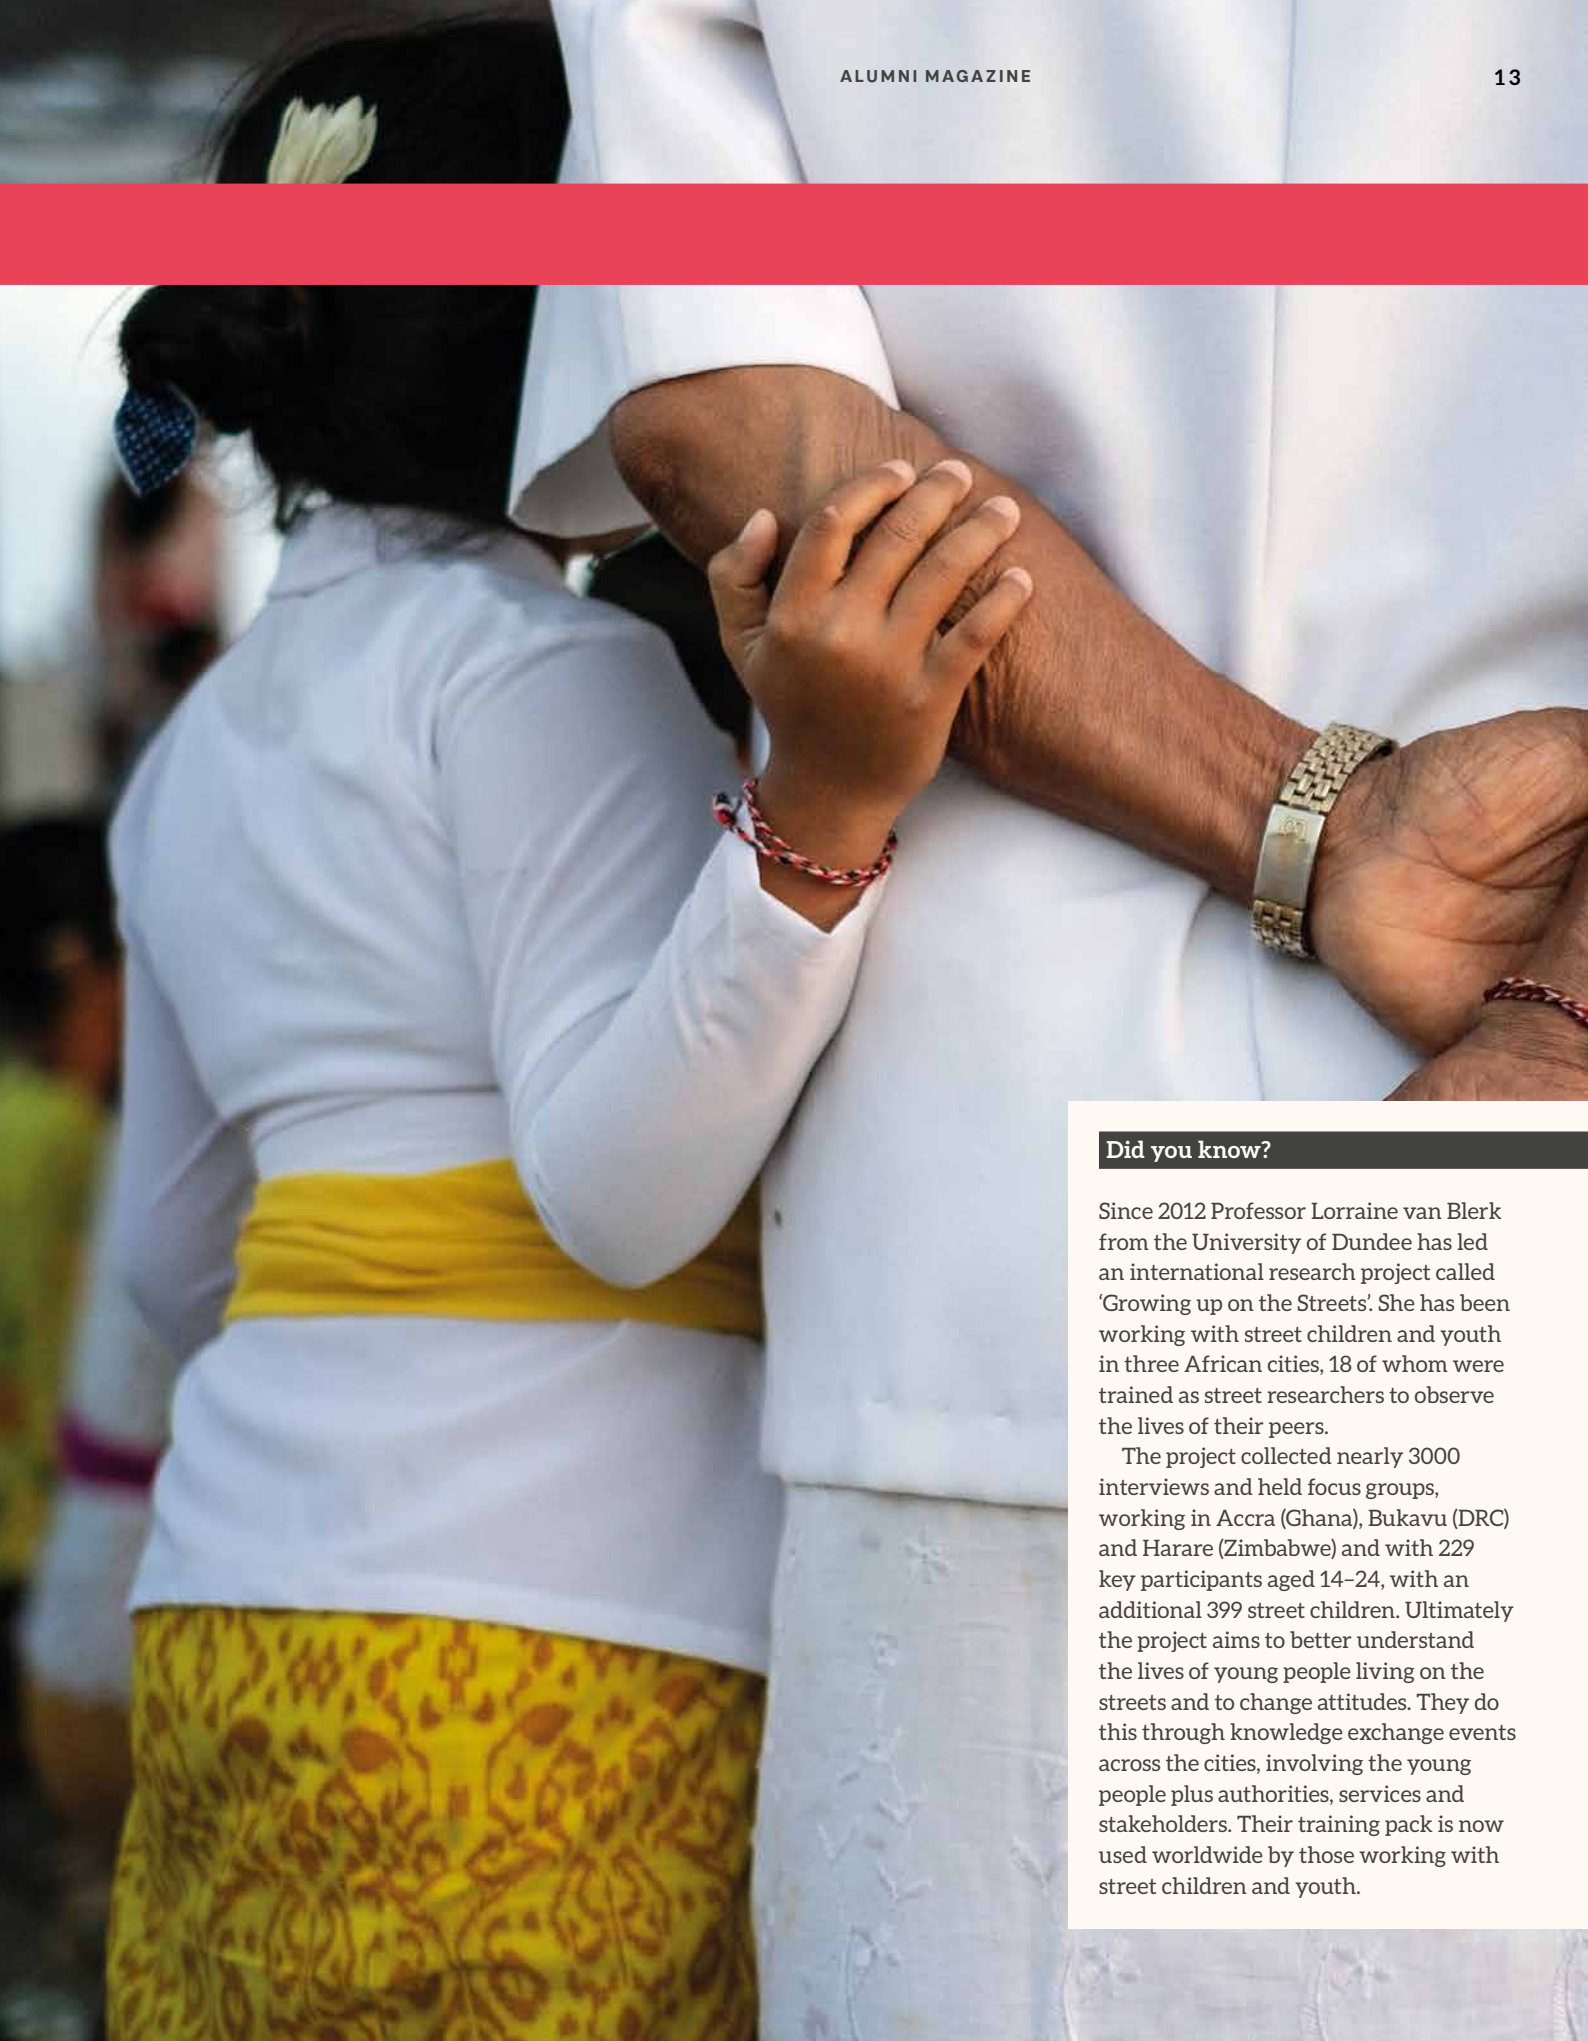 ALUMNI MAGAZINE
13
Did you know?
Since 2012 Professor Lorraine van Blerk
from the University of Dundee has led
an international research project called
‘Growing up on the Streets’. She has been
working with street children and youth
in three African cities, 18 of whom were
trained as street researchers to observe
the lives of their peers.
The project collected nearly 3000
interviews and held focus groups,
working in Accra (Ghana), Bukavu (DRC)
and Harare (Zimbabwe) and with 229
key participants aged 14–24, with an
additional 399 street children. Ultimately
the project aims to better understand
the lives of young people living on the
streets and to change attitudes. They do
this through knowledge exchange events
across the cities, involving the young
people plus authorities, services and
stakeholders. Their training pack is now
used worldwide by those working with
street children and youth.